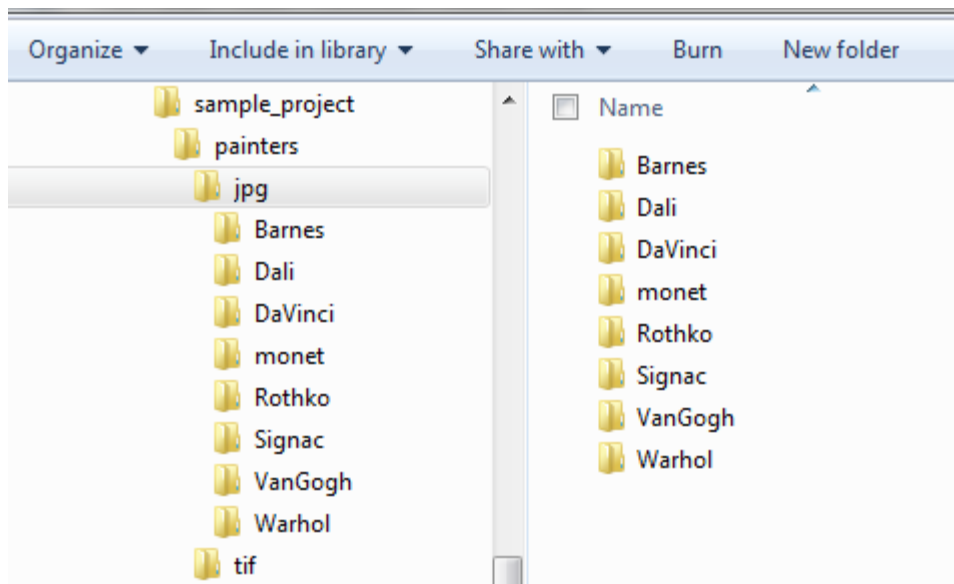 Organize Include in library Share with Burn New folder
sample_project
painters
jpg
Barnes
Dali
DaVinci
monet
Rothko
Signac
VanGogh
Warhol
tif
Name
Barnes
Dali
DaVinci
monet
Rothko
Signac
VanGogh
Warhol